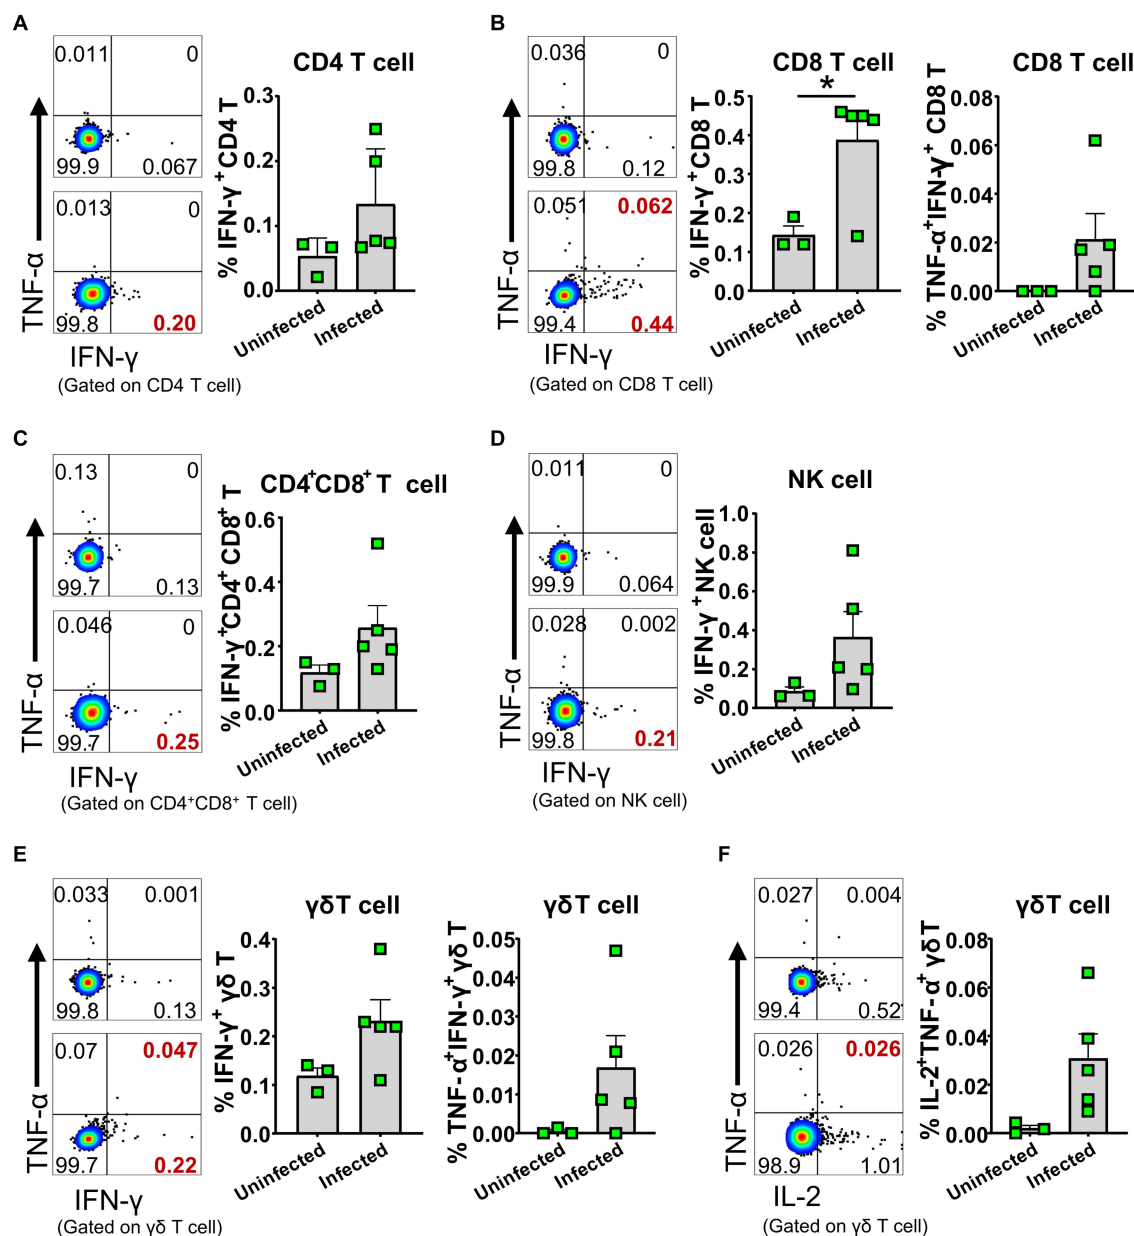 A
0.011
0
99.9
0.067
0.013
0
99.8
0.20
TNF-α
IFN-γ
(Gated on CD4 T cell)
CD4 T cell
% IFN-γ +CD4 T
0.3
0.2
0.1
0.0
Uninfected
Infected
B
0.036
0
99.8
0.12
0.051
0.062
99.4
0.44
TNF-α
IFN-γ
(Gated on CD8 T cell)
CD8 T cell
*
% IFN-γ +CD8 T
0.5
0.4
0.3
0.2
0.1
0.0
Uninfected
Infected
CD8 T cell
% TNF-α+IFN-γ+ CD8 T
0.08
0.06
0.04
0.02
0.00
Uninfected
Infected
C
0.13
0
99.7
0.13
0.046
0
99.7
0.25
TNF-α
IFN-γ
(Gated on CD4+CD8+ T cell)
CD4+CD8+ T cell
% IFN-γ+CD4+ CD8+ T
0.6
0.4
0.2
0.0
Uninfected
Infected
D
0.011
0
99.9
0.064
0.028
0.002
99.8
0.21
TNF-α
IFN-γ
(Gated on NK cell)
NK cell
% IFN-γ +NK cell
1.0
0.8
0.6
0.4
0.2
0.0
Uninfected
Infected
E
0.033
0.001
99.8
0.13
0.07
0.047
99.7
0.22
TNF-α
IFN-γ
(Gated on γδ T cell)
γδT cell
% IFN-γ+ γδ T
0.4
0.3
0.2
0.1
0.0
Uninfected
Infected
γδT cell
% TNF-α+IFN-γ+γδ T
0.05
0.04
0.03
0.02
0.01
0.00
Uninfected
Infected
F
0.027
0.004
99.4
0.52
0.026
0.026
98.9
1.01
TNF-α
IL-2
(Gated on γδ T cell)
γδT cell
% IL-2+TNF-α+ γδT
0.08
0.06
0.04
0.02
0.00
Uninfected
Infected